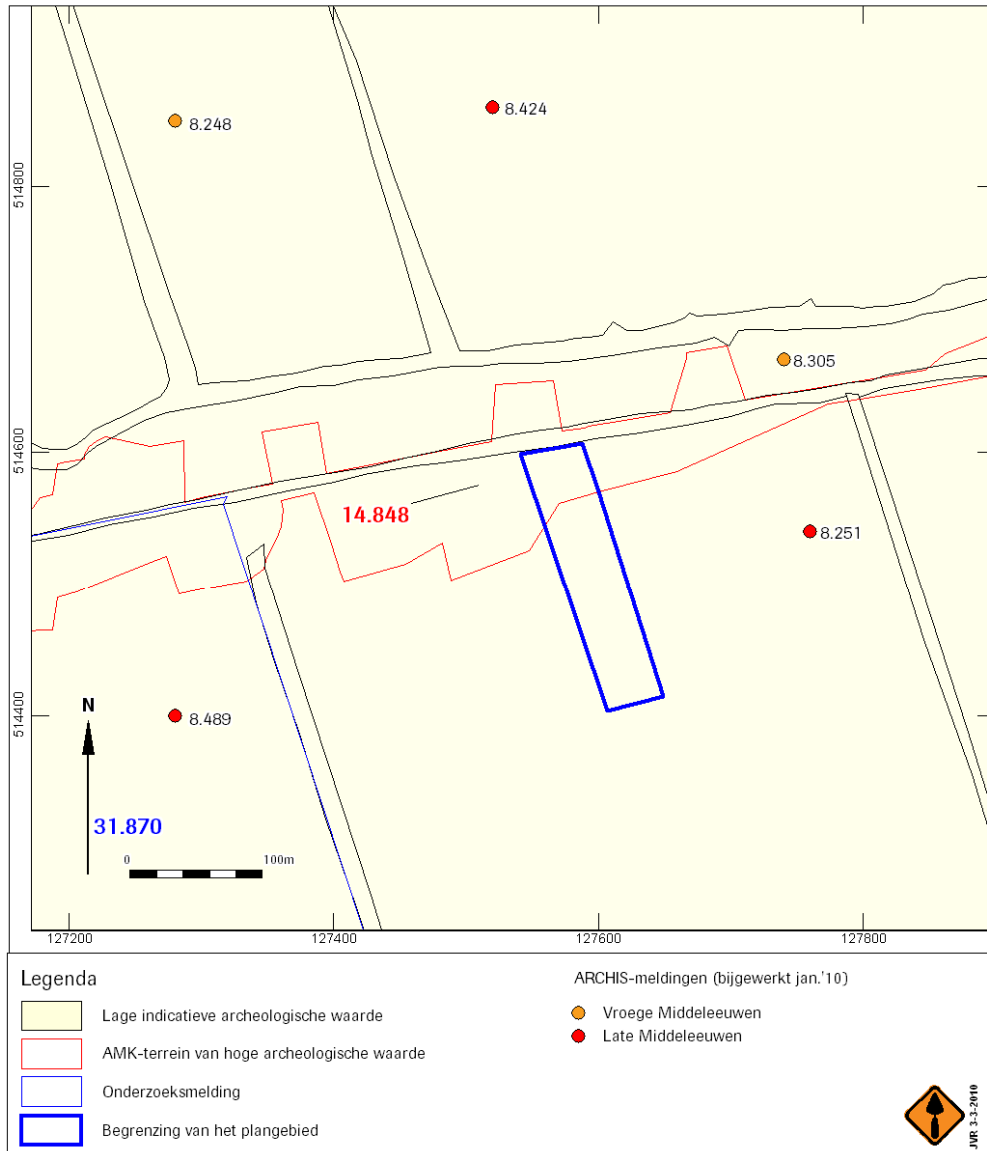 8.248
8.424
514800
8.305
514600
14.848
8.251
N
8.489
514400
31.870
0 100m
127200 127400 127600 127800
Legenda
Lage indicatieve archeologische waarde
AMK-terrein van hoge archeologische waarde
Onderzoeksmelding
Begrenzing van het plangebied
ARCHIS-meldingen (bijgewerkt jan.'10)
Vroege Middeleeuwen
Late Middeleeuwen
JVR 3-3-2010